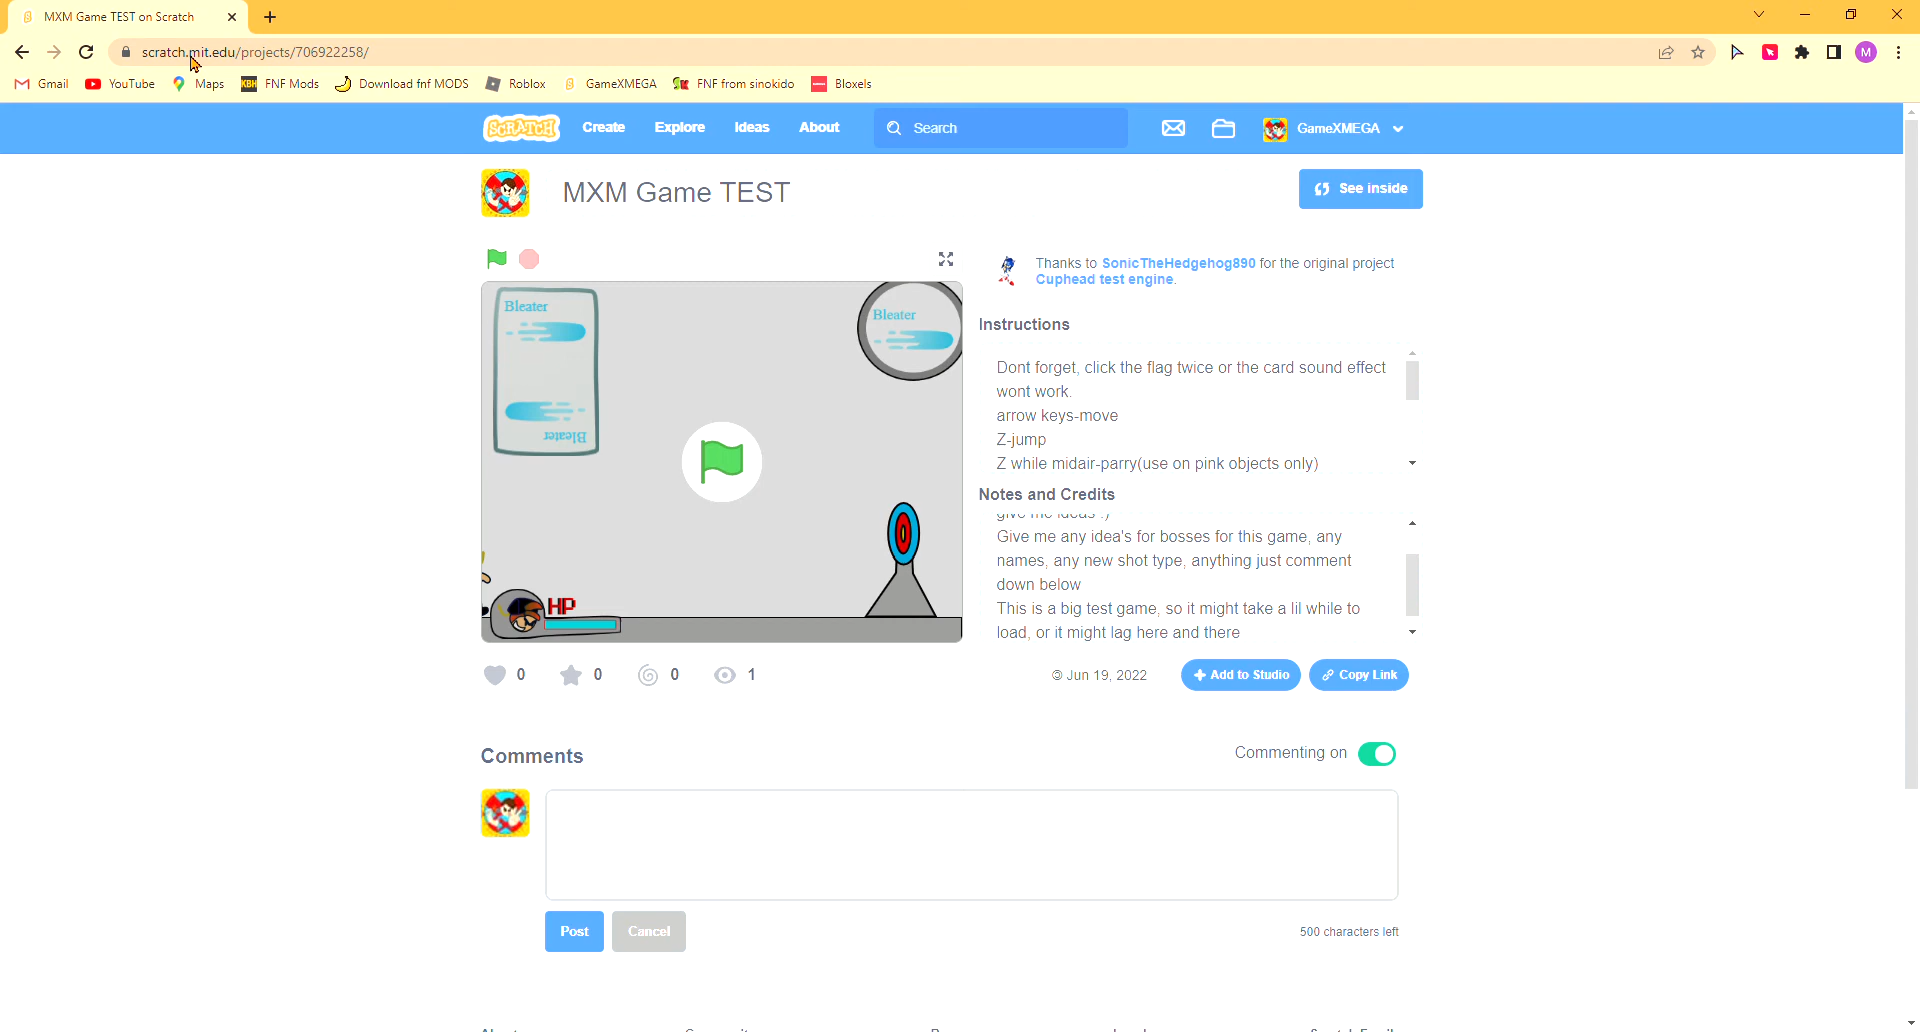 MXM Game TEST on Scratch
scratch.mit.edu/projects/706922258/
M
Gmail
YouTube
Maps
KBH
FNF Mods
Download fnf MODS
Roblox
GameXMEGA
FNF from sinokido
Bloxels
SCRATCH
Create
Explore
Ideas
About
Search
GameXMEGA
MXM Game TEST
See inside
Thanks to SonicTheHedgehog890 for the original project
Cuphead test engine.
Bleater
Bleater
Bleater
HP
Instructions
Dont forget, click the flag twice or the card sound effect
wont work.
arrow keys-move
Z-jump
Z while midair-parry(use on pink objects only)
Notes and Credits
give me ideas :)
Give me any idea's for bosses for this game, any
names, any new shot type, anything just comment
down below
This is a big test game, so it might take a lil while to
load, or it might lag here and there
0
0
0
1
© Jun 19, 2022
Add to Studio
Copy Link
Comments
Commenting on
Post
Cancel
500 characters left